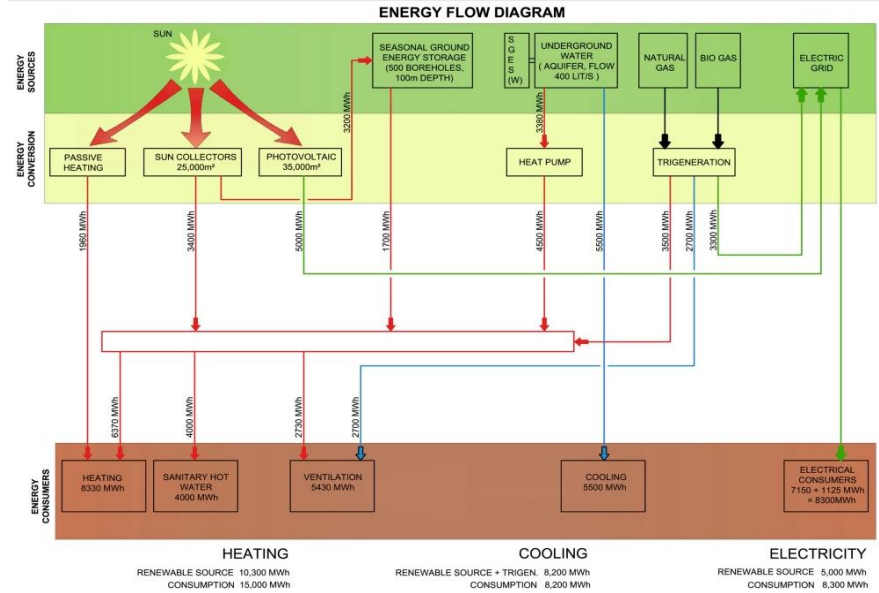 ENERGY FLOW DIAGRAM
ENERGY
SOURCES
SUN
SEASONAL GROUND
ENERGY STORAGE
(500 BOREHOLES,
100m DEPTH)
S
G
E
S
(W)
UNDERGROUND
WATER
( AQUIFER, FLOW
400 LIT/S )
NATURAL
GAS
BIO GAS
ELECTRIC
GRID
3200 MWh
3380 MWh
ENERGY
CONVERSION
PASSIVE
HEATING
SUN COLLECTORS
25,000m²
PHOTOVOLTAIC
35,000m²
HEAT PUMP
TRIGENERATION
1960 MWh
3400 MWh
5000 MWh
1700 MWh
4500 MWh
5500 MWh
3500 MWh
2700 MWh
3300 MWh
6370 MWh
4000 MWh
2730 MWh
2700 MWh
ENERGY
CONSUMERS
HEATING
8330 MWh
SANITARY HOT
WATER
4000 MWh
VENTILATION
5430 MWh
COOLING
5500 MWh
ELECTRICAL
CONSUMERS
7150 + 1125 MWh
= 8300MWh
HEATING
RENEWABLE SOURCE 10,300 MWh
CONSUMPTION 15,000 MWh
COOLING
RENEWABLE SOURCE + TRIGEN. 8,200 MWh
CONSUMPTION 8,200 MWh
ELECTRICITY
RENEWABLE SOURCE 5,000 MWh
CONSUMPTION 8,300 MWh